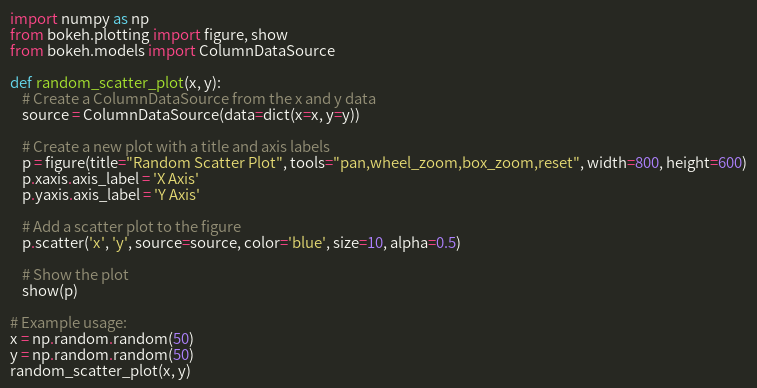 import numpy as np
from bokeh.plotting import figure, show
from bokeh.models import ColumnDataSource

def random_scatter_plot(x, y):
    # Create a ColumnDataSource from the x and y data
    source = ColumnDataSource(data=dict(x=x, y=y))

    # Create a new plot with a title and axis labels
    p = figure(title="Random Scatter Plot", tools="pan,wheel_zoom,box_zoom,reset", width=800, height=600)
    p.xaxis.axis_label = 'X Axis'
    p.yaxis.axis_label = 'Y Axis'

    # Add a scatter plot to the figure
    p.scatter('x', 'y', source=source, color='blue', size=10, alpha=0.5)

    # Show the plot
    show(p)

# Example usage:
x = np.random.random(50)
y = np.random.random(50)
random_scatter_plot(x, y)